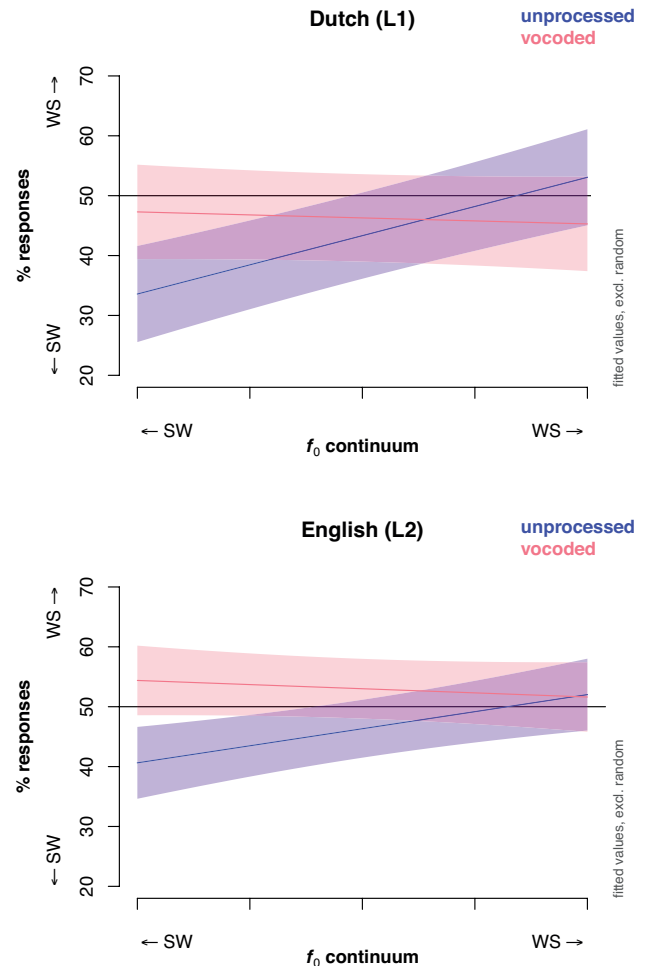 Dutch (L1)
unprocessed
vocoded
WS →
% responses
← SW
70
60
50
40
30
20
fitted values, excl. random
← SW
WS →
f₀ continuum
English (L2)
unprocessed
vocoded
WS →
% responses
← SW
70
60
50
40
30
20
fitted values, excl. random
← SW
WS →
f₀ continuum